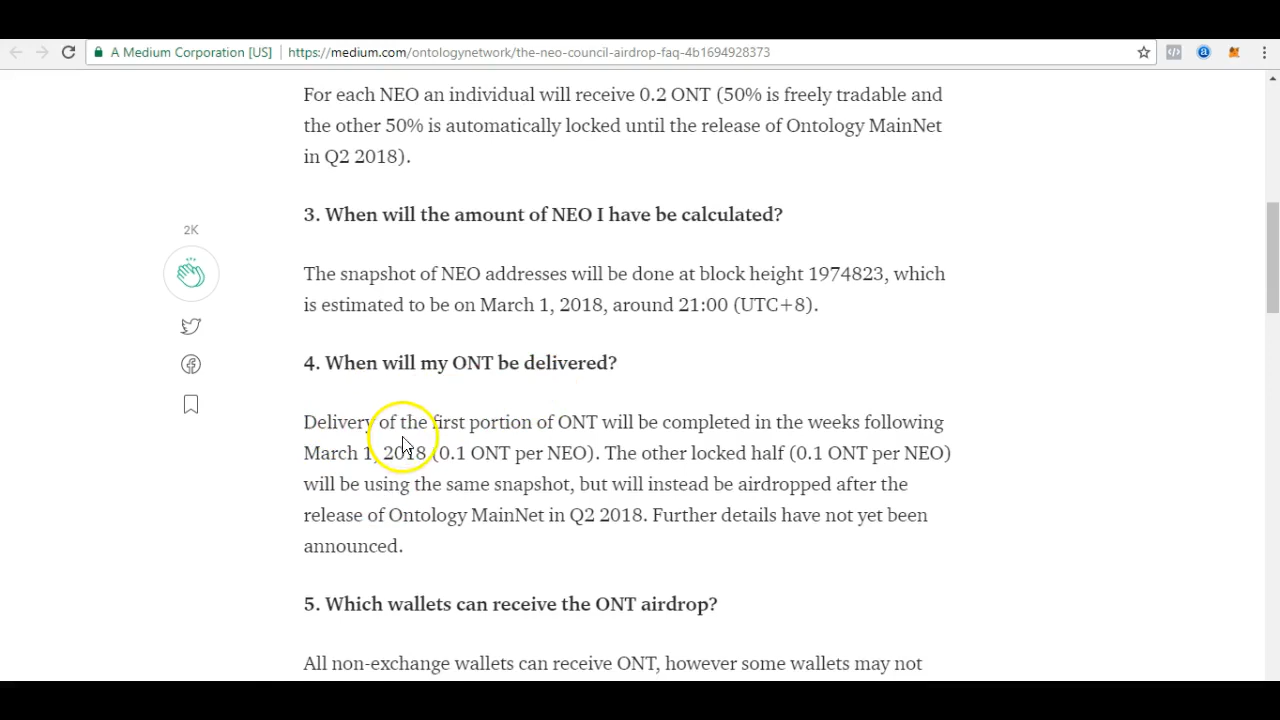 A Medium Corporation [US] https://medium.com/ontologynetwork/the-neo-council-airdrop-faq-4b1694928373
For each NEO an individual will receive 0.2 ONT (50% is freely tradable and
the other 50% is automatically locked until the release of Ontology MainNet
in Q2 2018).
3. When will the amount of NEO I have be calculated?
2K
The snapshot of NEO addresses will be done at block height 1974823, which
is estimated to be on March 1, 2018, around 21:00 (UTC+8).
4. When will my ONT be delivered?
Delivery of the first portion of ONT will be completed in the weeks following
March 1, 2018 (0.1 ONT per NEO). The other locked half (0.1 ONT per NEO)
will be using the same snapshot, but will instead be airdropped after the
release of Ontology MainNet in Q2 2018. Further details have not yet been
announced.
5. Which wallets can receive the ONT airdrop?
All non-exchange wallets can receive ONT, however some wallets may not